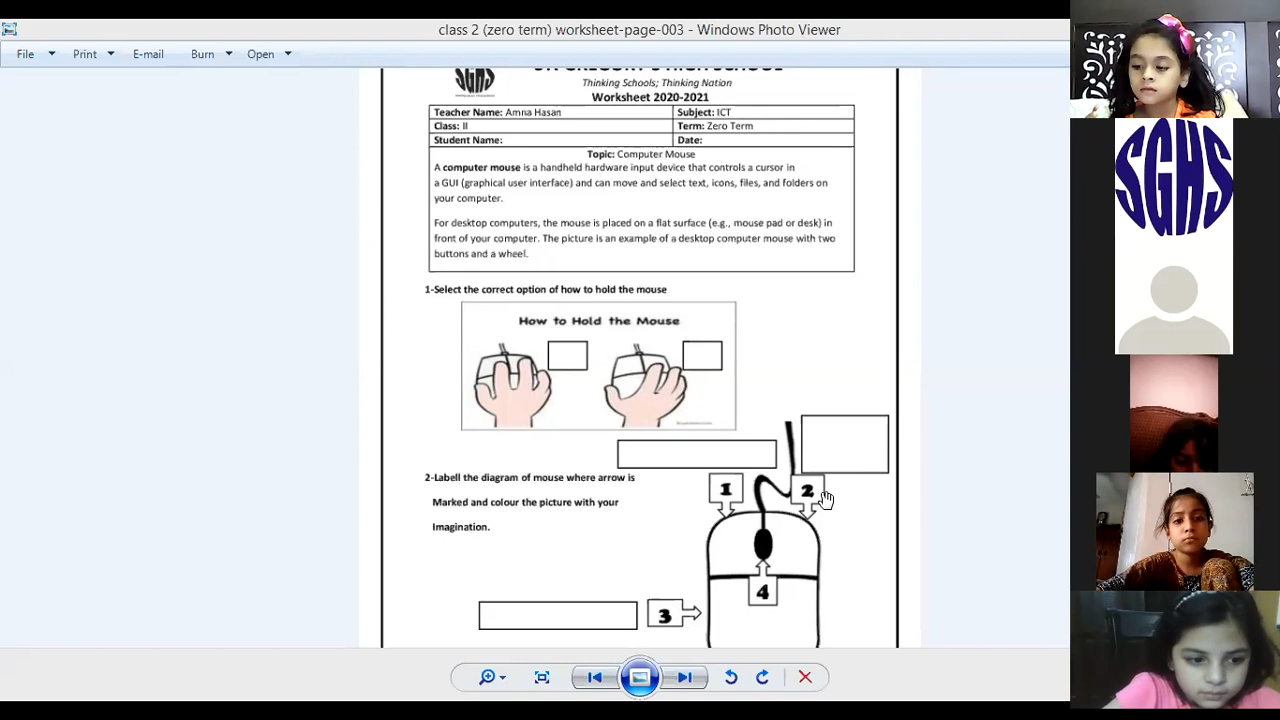 class 2 (zero term) worksheet-page-003 - Windows Photo Viewer
File Print E-mail Burn Open
SGHS
HIGH SCHOOL
Thinking Schools; Thinking Nation
Worksheet 2020-2021
Teacher Name: Amna Hasan Subject: ICT
Class: II Term: Zero Term
Student Name: Date:
Topic: Computer Mouse
A computer mouse is a handheld hardware input device that controls a cursor in
a GUI (graphical user interface) and can move and select text, icons, files, and folders on
your computer.
For desktop computers, the mouse is placed on a flat surface (e.g., mouse pad or desk) in
front of your computer. The picture is an example of a desktop computer mouse with two
buttons and a wheel.
1-Select the correct option of how to hold the mouse
How to Hold the Mouse
2-Labell the diagram of mouse where arrow is
Marked and colour the picture with your
Imagination.
1
2
4
3
SGHS